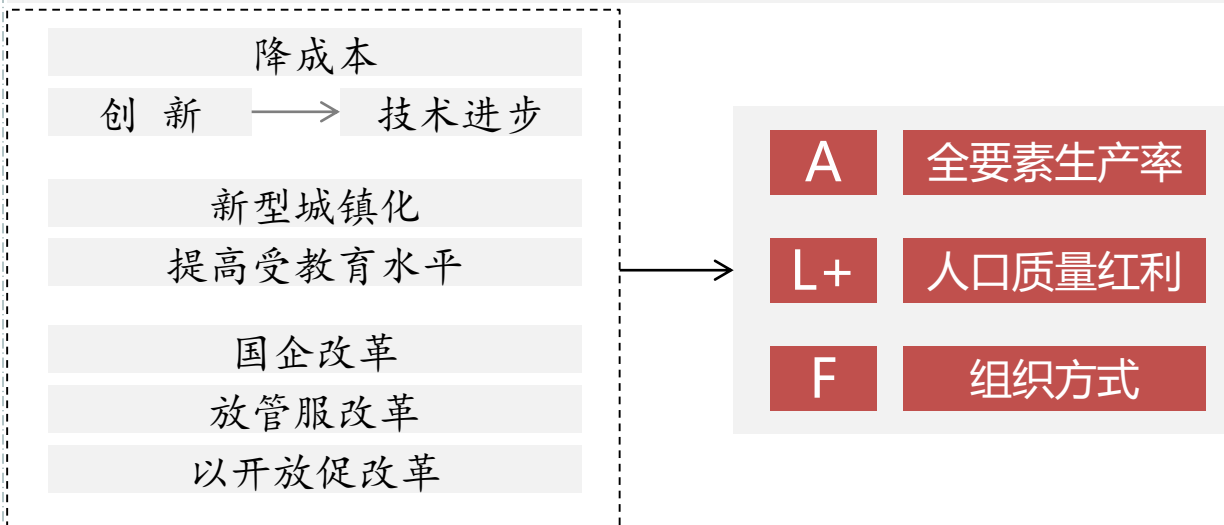 降成本
创 新
技术进步
新型城镇化
提高受教育水平
国企改革
放管服改革
以开放促改革
A 全要素生产率
L+ 人口质量红利
F 组织方式